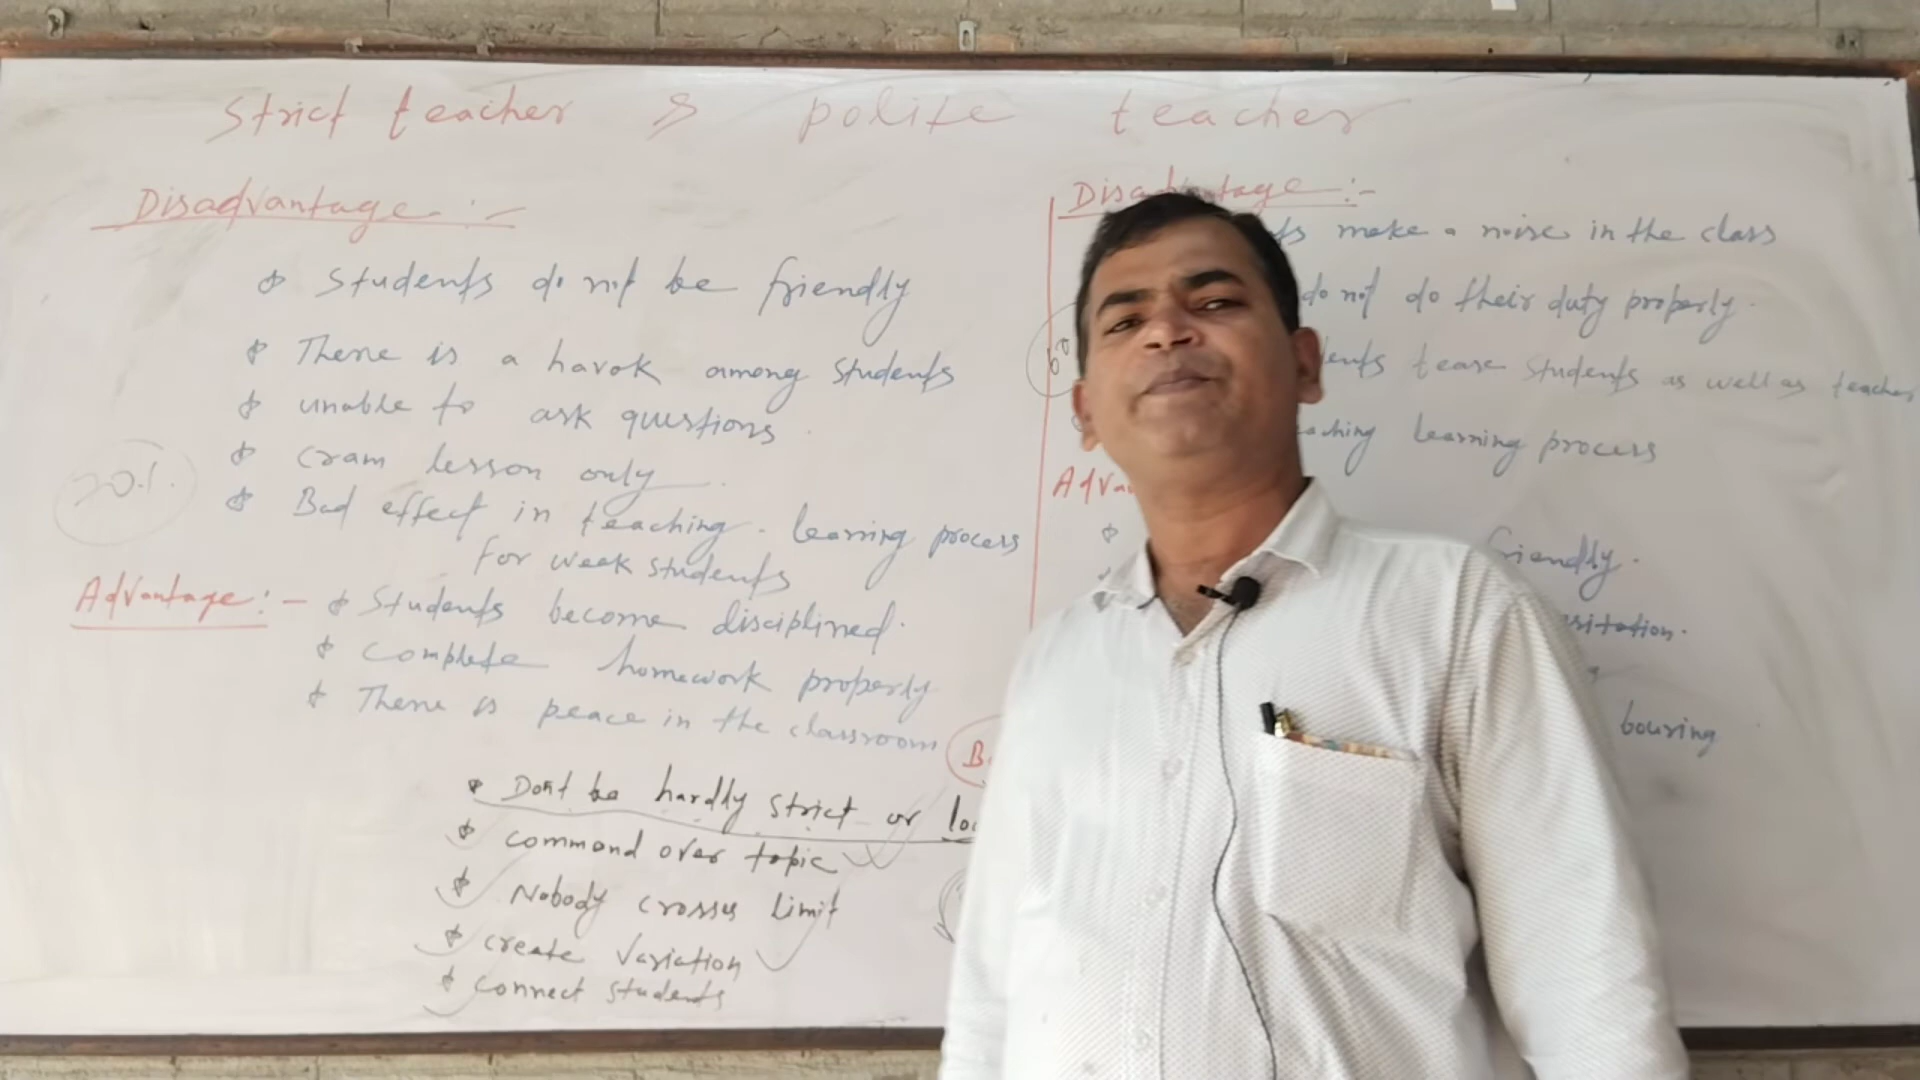 Strict teacher & polite teacher
Disadvantage :-
Students do not be friendly
There is a havok among students
unable to ask questions.
cram lesson only.
20%.
Bad effect in teaching - learning process
for weak students
Advantage :- Students become disciplined.
Complete homework properly
There is peace in the classroom
Don't be hardly strict or
command over topic
Nobody crosses limit
create variation
connect students
make a noise in the class
do not do their duty properly.
tease students as well as teacher
learning process
friendly.
bouring